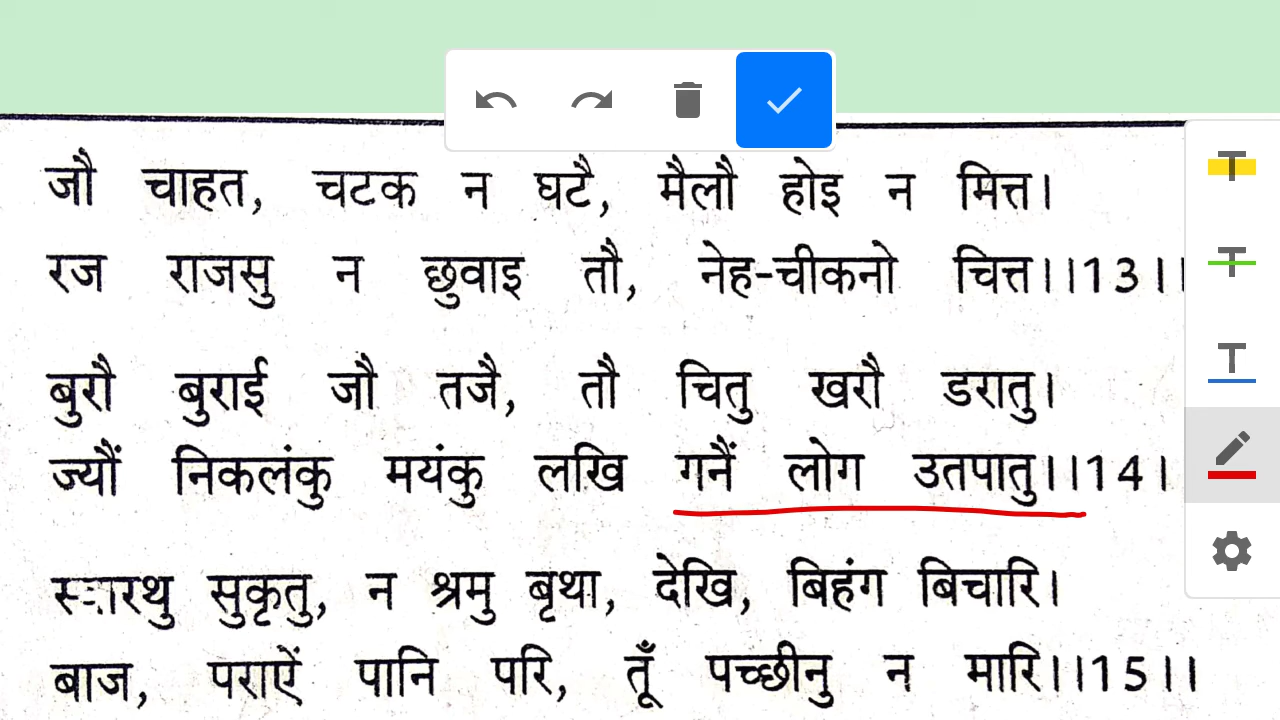 जौ चाहत, चटक न घटै, मैलौ होइ न मित्त।
रज राजसु न छुवाइ तौ, नेह-चीकनो चित्त।।13।।
बुरौ बुराई जौ तजै, तौ चितु खरौ डरातु।
ज्यौं निकलंकु मयंकु लखि गनैं लोग उतपातु।।14।
सुकृतु, न श्रमु बृथा, देखि, बिहंग बिचारि।
बाज, पराऐं पानि परि, तूँ पच्छीनु न मारि।।15।।